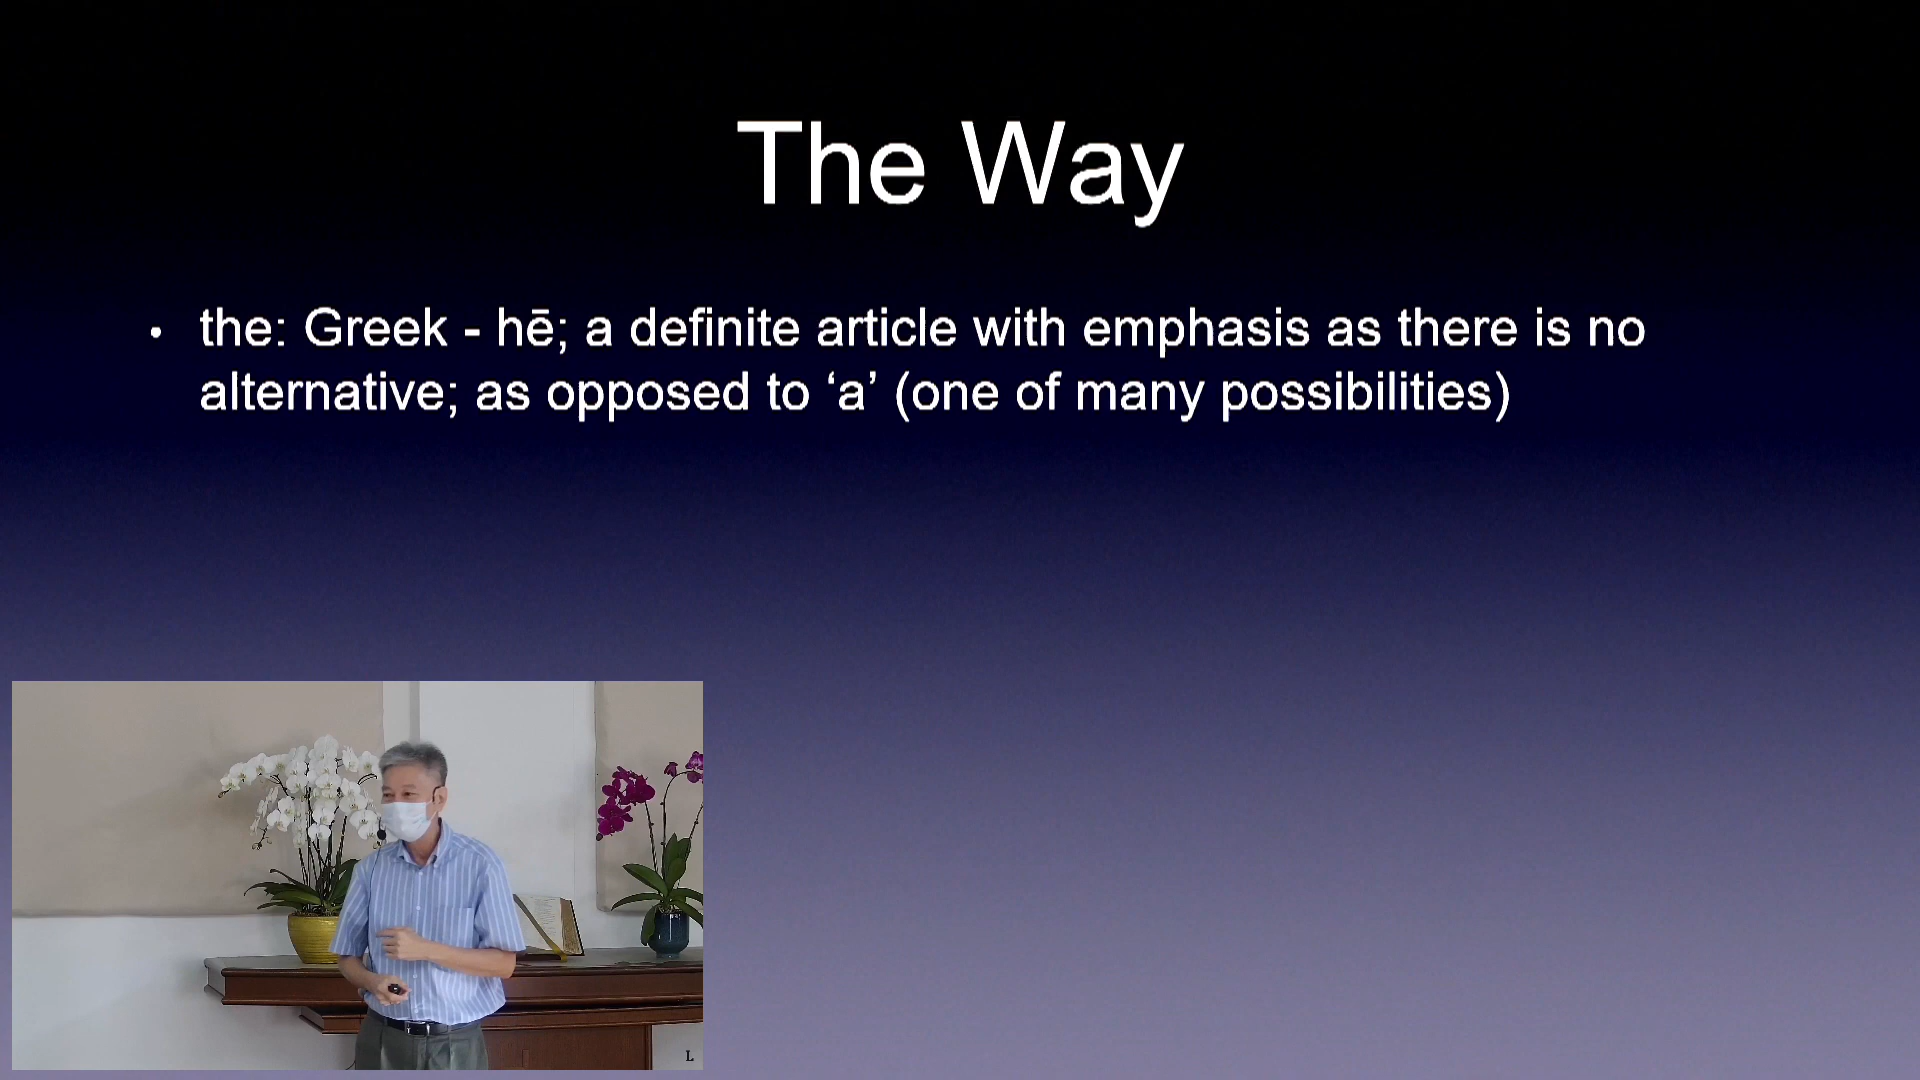 The Way
• the: Greek - hē; a definite article with emphasis as there is no
alternative; as opposed to ‘a’ (one of many possibilities)
L